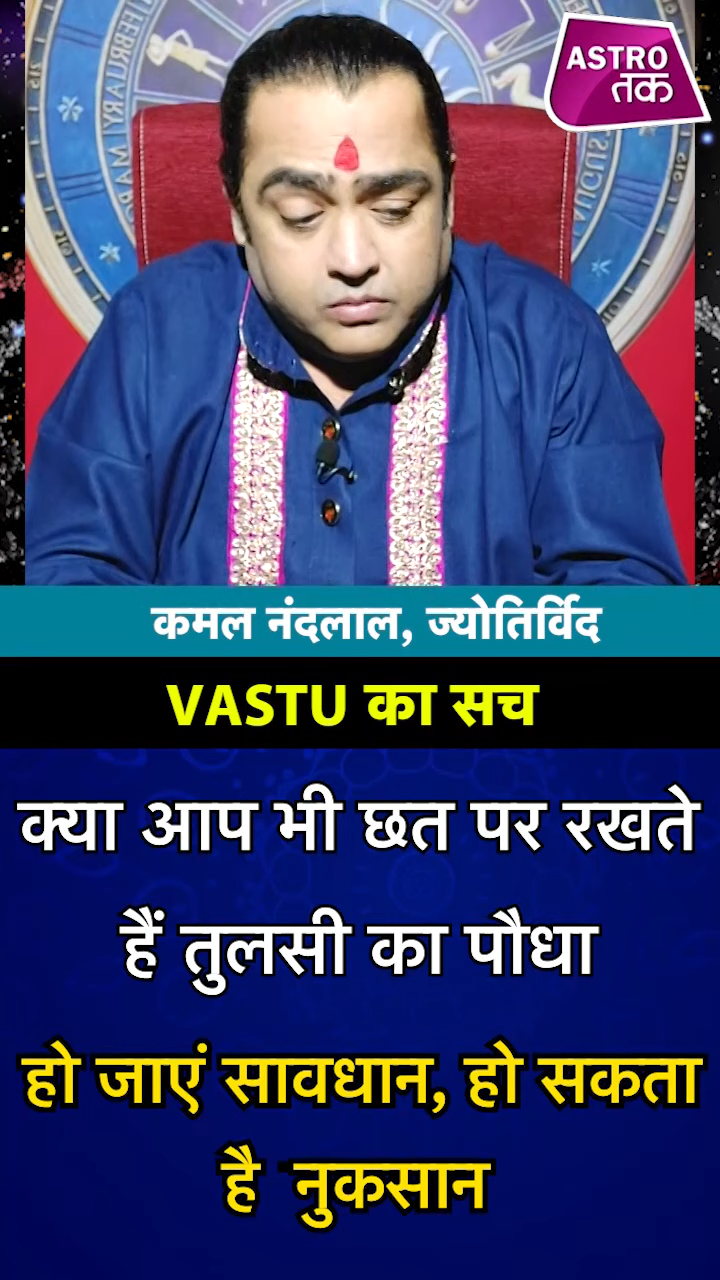 ASTRO
तक
कमल नंदलाल, ज्योतिर्विद
VASTU का सच
क्या आप भी छत पर रखते
हैं तुलसी का पौधा
हो जाएं सावधान, हो सकता
है नुकसान